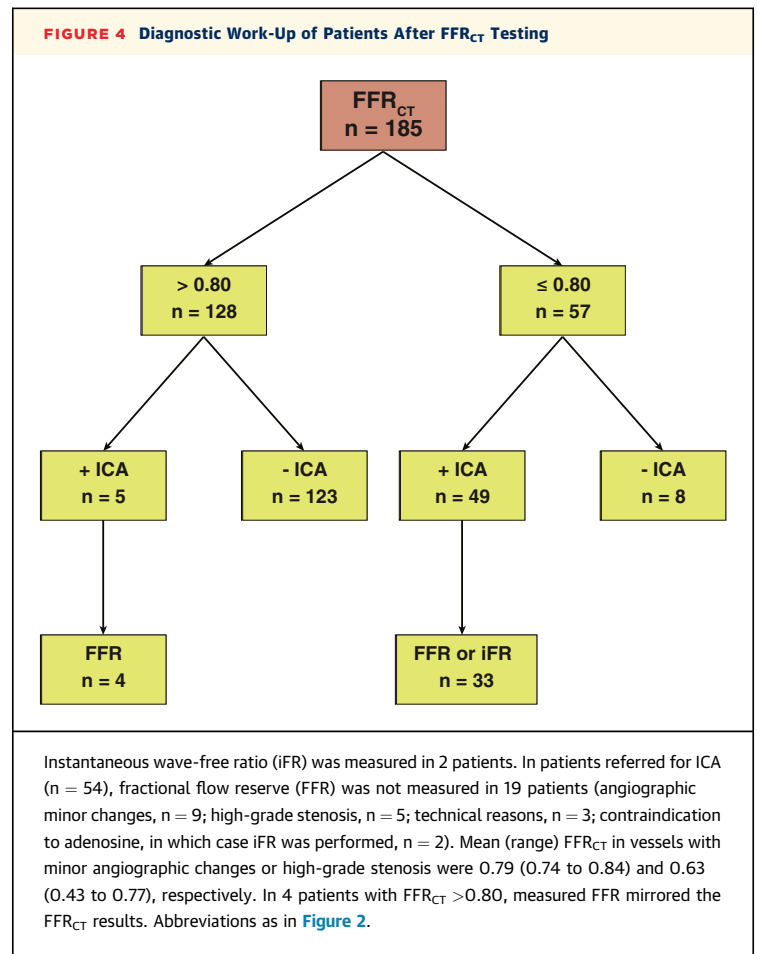 FIGURE 4 Diagnostic Work-Up of Patients After FFRCT Testing
FFRCT
n = 185
> 0.80
n = 128
≤ 0.80
n = 57
+ ICA
n = 5
- ICA
n = 123
+ ICA
n = 49
- ICA
n = 8
FFR
n = 4
FFR or iFR
n = 33
Instantaneous wave-free ratio (iFR) was measured in 2 patients. In patients referred for ICA
(n = 54), fractional flow reserve (FFR) was not measured in 19 patients (angiographic
minor changes, n = 9; high-grade stenosis, n = 5; technical reasons, n = 3; contraindication
to adenosine, in which case iFR was performed, n = 2). Mean (range) FFRCT in vessels with
minor angiographic changes or high-grade stenosis were 0.79 (0.74 to 0.84) and 0.63
(0.43 to 0.77), respectively. In 4 patients with FFRCT >0.80, measured FFR mirrored the
FFRCT results. Abbreviations as in Figure 2.